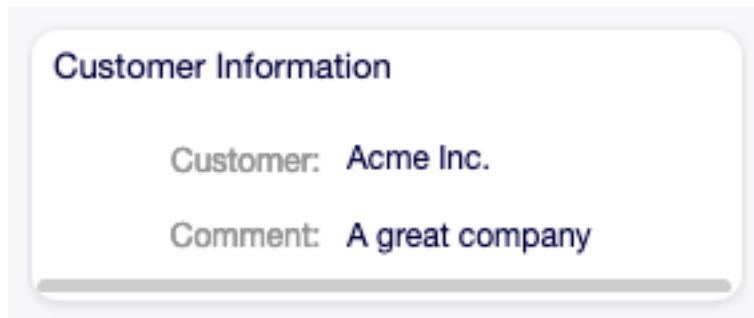 Customer Information
Customer: Acme Inc.
Comment: A great company